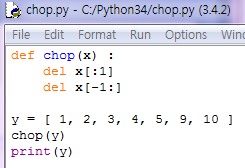 chop.py - C:/Python34/chop.py (3.4.2)
File Edit Format Run Options
def chop(x) :
    del x[:1]
    del x[-1:]
y = [ 1, 2, 3, 4, 5, 9, 10 ]
chop(y)
print(y)